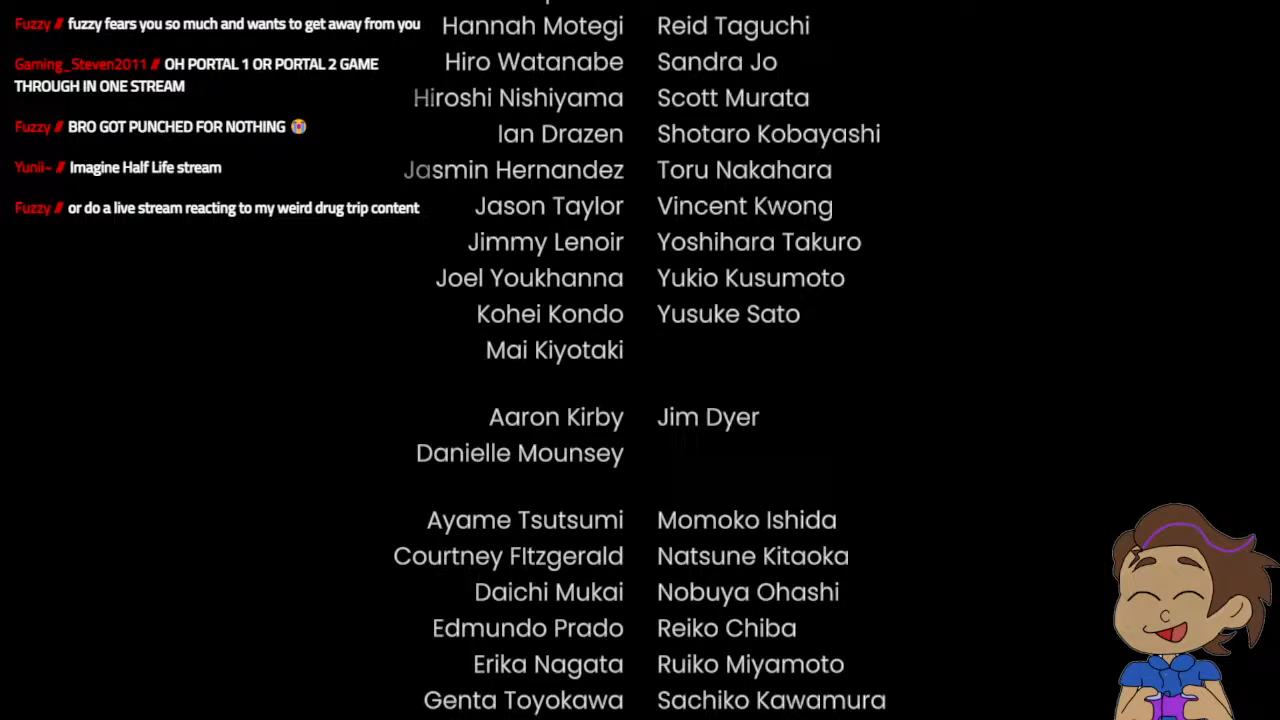 Fuzzy // fuzzy fears you so much and wants to get away from you
Gaming_Steven2011 // OH PORTAL 1 OR PORTAL 2 GAME
THROUGH IN ONE STREAM
Fuzzy // BRO GOT PUNCHED FOR NOTHING 😭
Yunii~ // Imagine Half Life stream
Fuzzy // or do a live stream reacting to my weird drug trip content
Hannah Motegi Reid Taguchi
Hiro Watanabe Sandra Jo
Hiroshi Nishiyama Scott Murata
Ian Drazen Shotaro Kobayashi
Jasmin Hernandez Toru Nakahara
Jason Taylor Vincent Kwong
Jimmy Lenoir Yoshihara Takuro
Joel Youkhanna Yukio Kusumoto
Kohei Kondo Yusuke Sato
Mai Kiyotaki
Aaron Kirby Jim Dyer
Danielle Mounsey
Ayame Tsutsumi Momoko Ishida
Courtney FItzgerald Natsune Kitaoka
Daichi Mukai Nobuya Ohashi
Edmundo Prado Reiko Chiba
Erika Nagata Ruiko Miyamoto
Genta Toyokawa Sachiko Kawamura